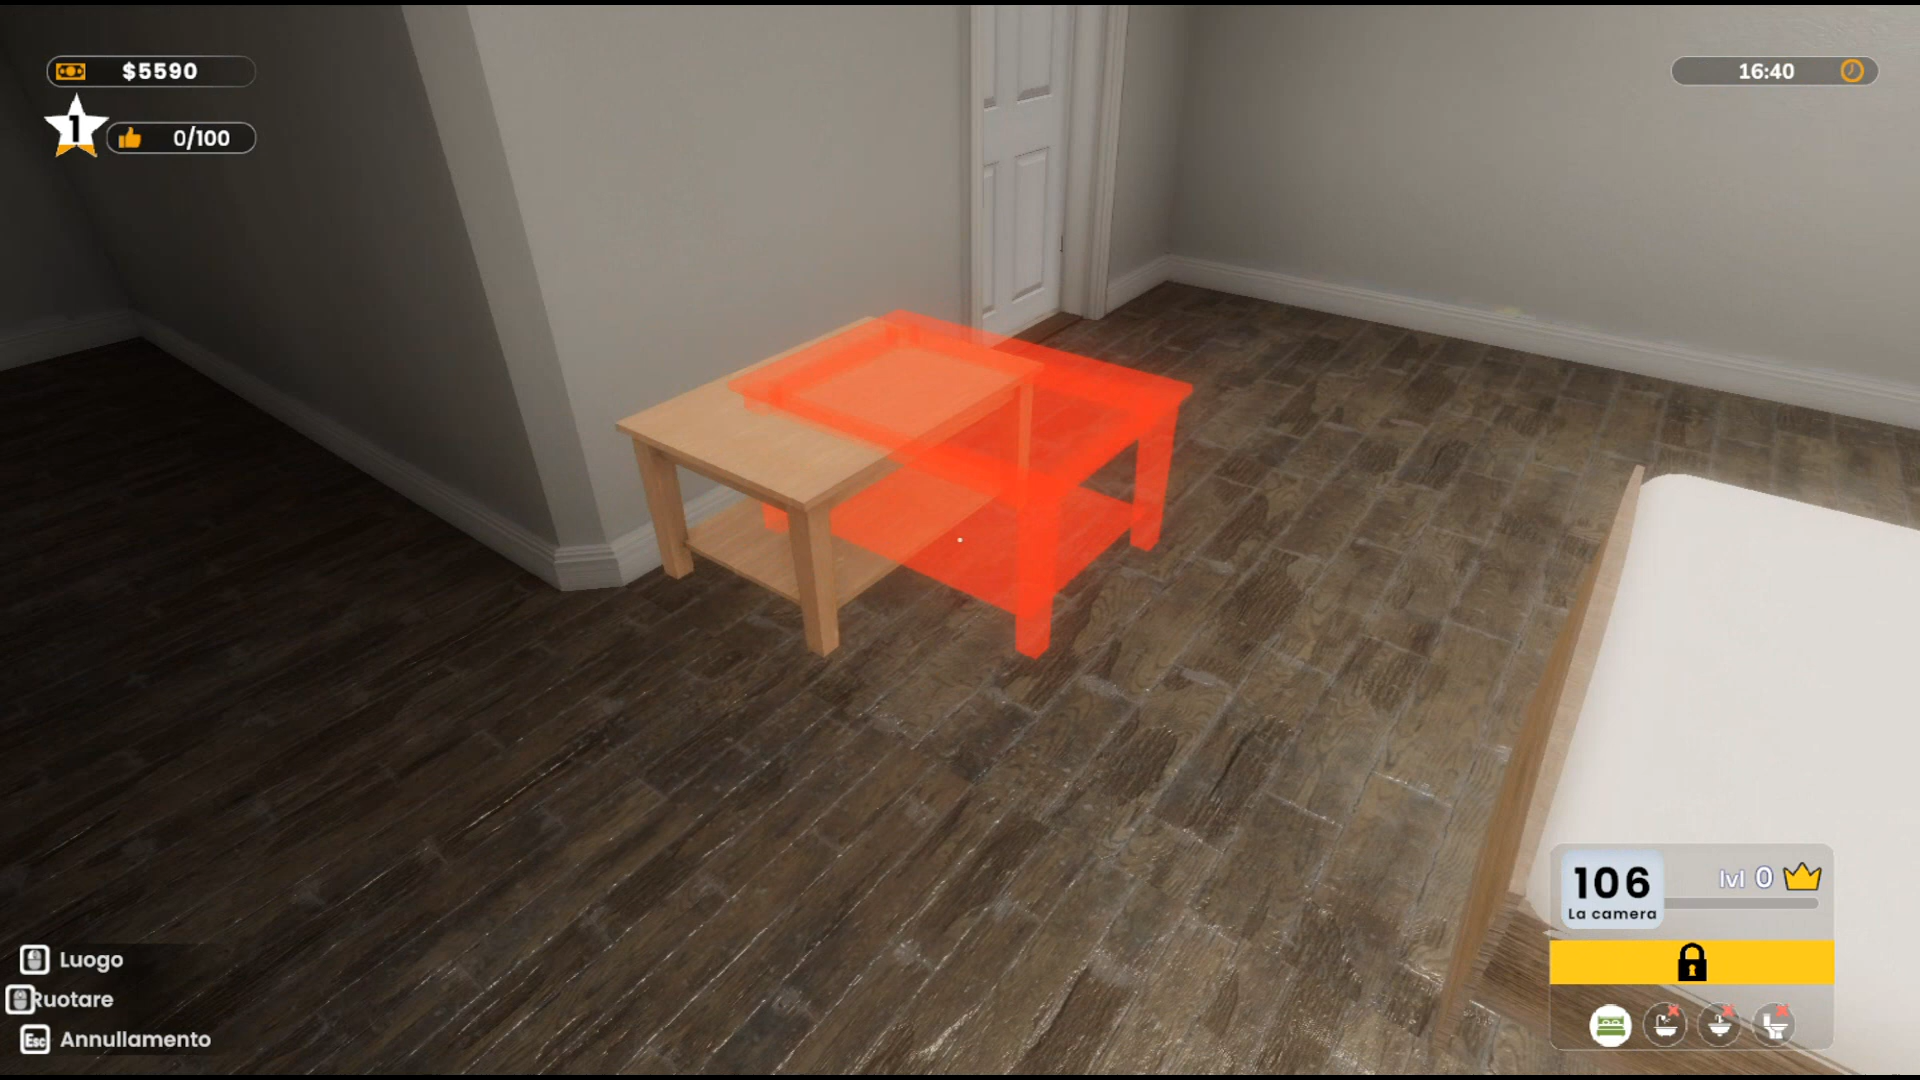 $5590
16:40
1
0/100
106
lvl 0
La camera
Luogo
Ruotare
Esc Annullamento